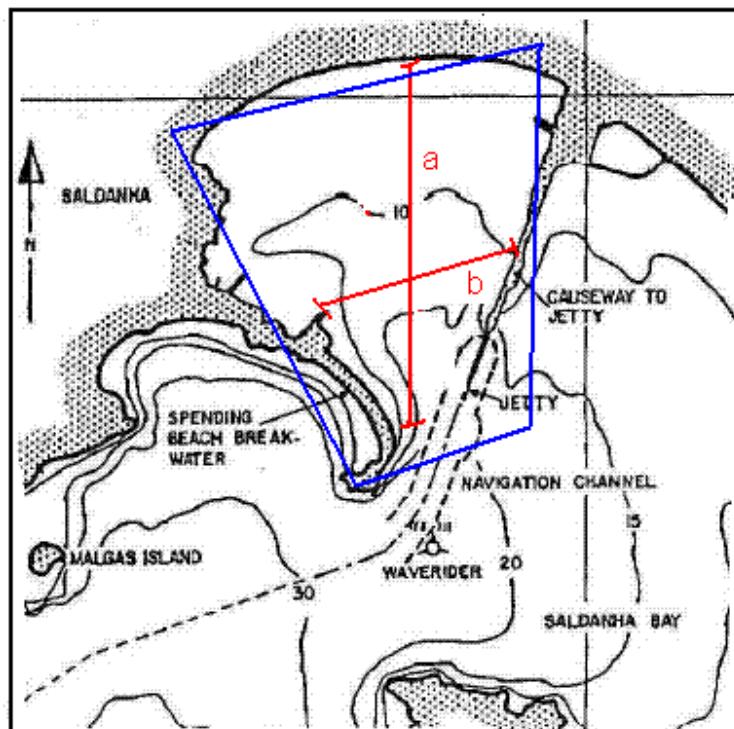 a
10
SALDANHA
N
b
CAUSEWAY TO
JETTY
JETTY
SPENDING
BEACH BREAK-
WATER
NAVIGATION CHANNEL
15
MALGAS ISLAND
WAVERIDER
20
30
SALDANHA BAY